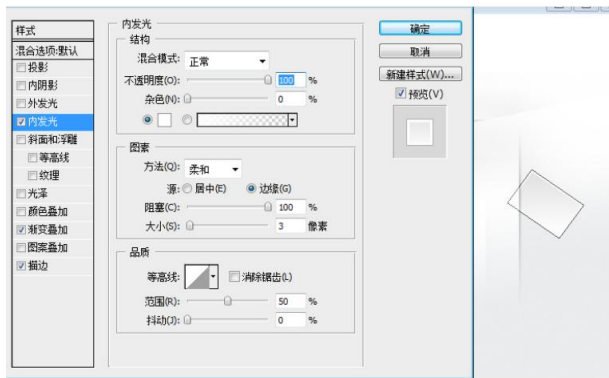 样式
混合选项:默认
投影
内阴影
外发光
内发光
斜面和浮雕
等高线
纹理
光泽
颜色叠加
渐变叠加
图案叠加
描边
内发光
结构
混合模式: 正常
不透明度(O): 100 %
杂色(N): 0 %
图素
方法(Q): 柔和
源: 居中(E) 边缘(G)
阻塞(C): 100 %
大小(S): 3 像素
品质
等高线: 消除锯齿(L)
范围(R): 50 %
抖动(J): 0 %
确定
取消
新建样式(W)...
预览(V)